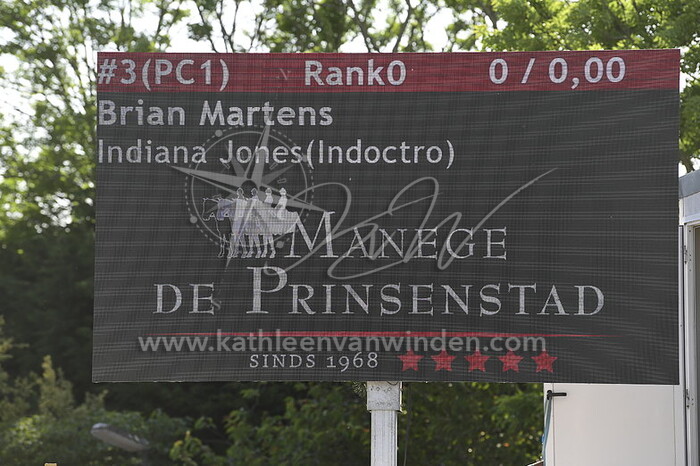 #3(PC1) Rank0 0 / 0,00
Brian Martens
Indiana Jones(Indoctro)
MANEGE
DE PRINSENSTAD
www.kathleenvanwinden.com
SINDS 1968